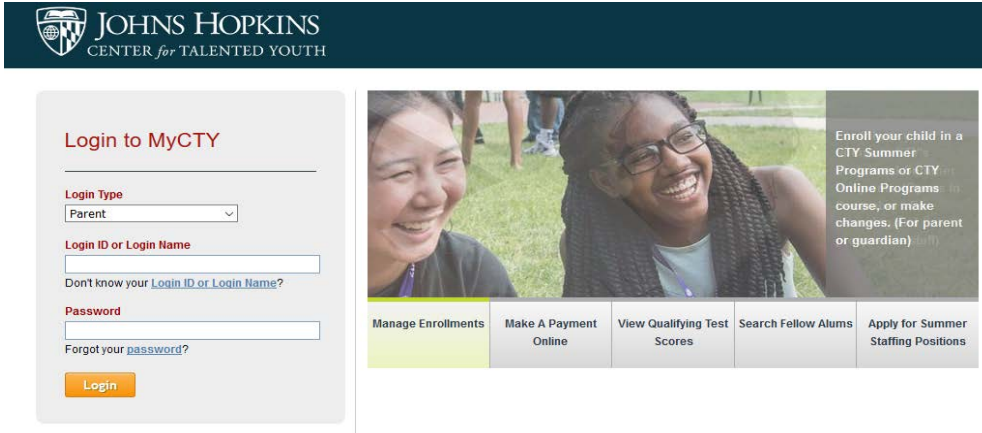 JOHNS HOPKINS
CENTER for TALENTED YOUTH
Login to MyCTY
Login Type
Parent
Login ID or Login Name
Don't know your Login ID or Login Name?
Password
Forgot your password?
Login
Enroll your child in a
CTY Summer
Programs or CTY
Online Programs
course, or make
changes. (For parent
or guardian)
Manage Enrollments
Make A Payment
Online
View Qualifying Test
Scores
Search Fellow Alums
Apply for Summer
Staffing Positions